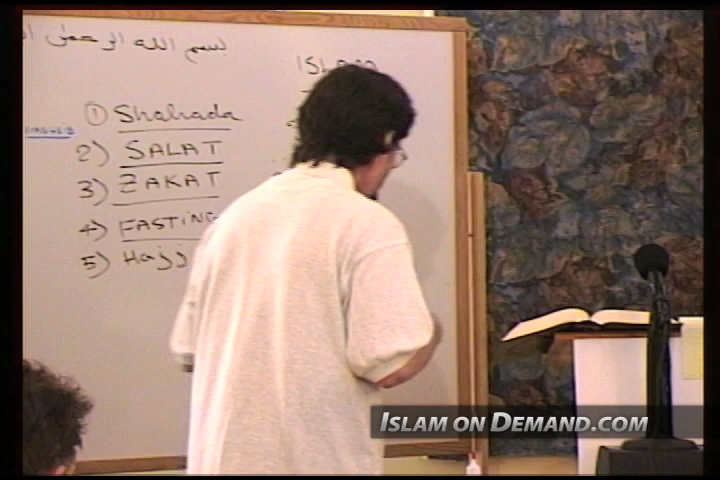 بسم الله الرحمن
ISLAM
① Shahada
2) SALAT
3) ZAKAT
4) FASTING
5) Hajj
ISLAM ON DEMAND.COM